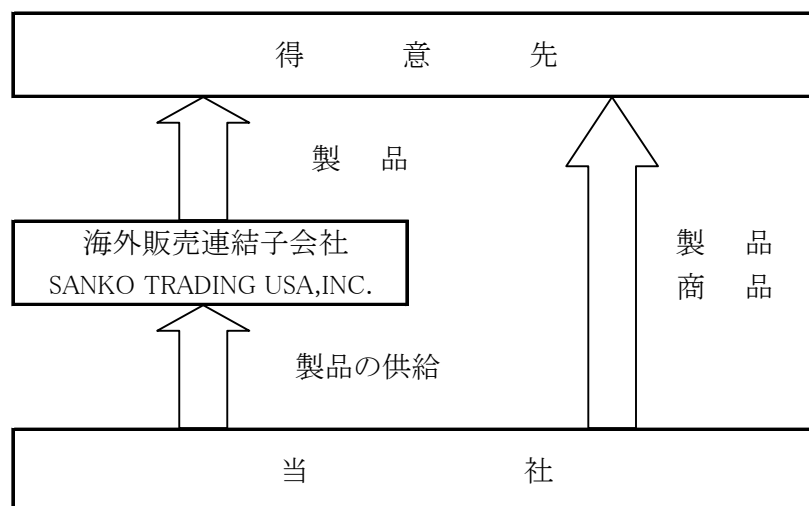 得意先
製品
海外販売連結子会社
SANKO TRADING USA,INC.
製品
商品
製品の供給
当社